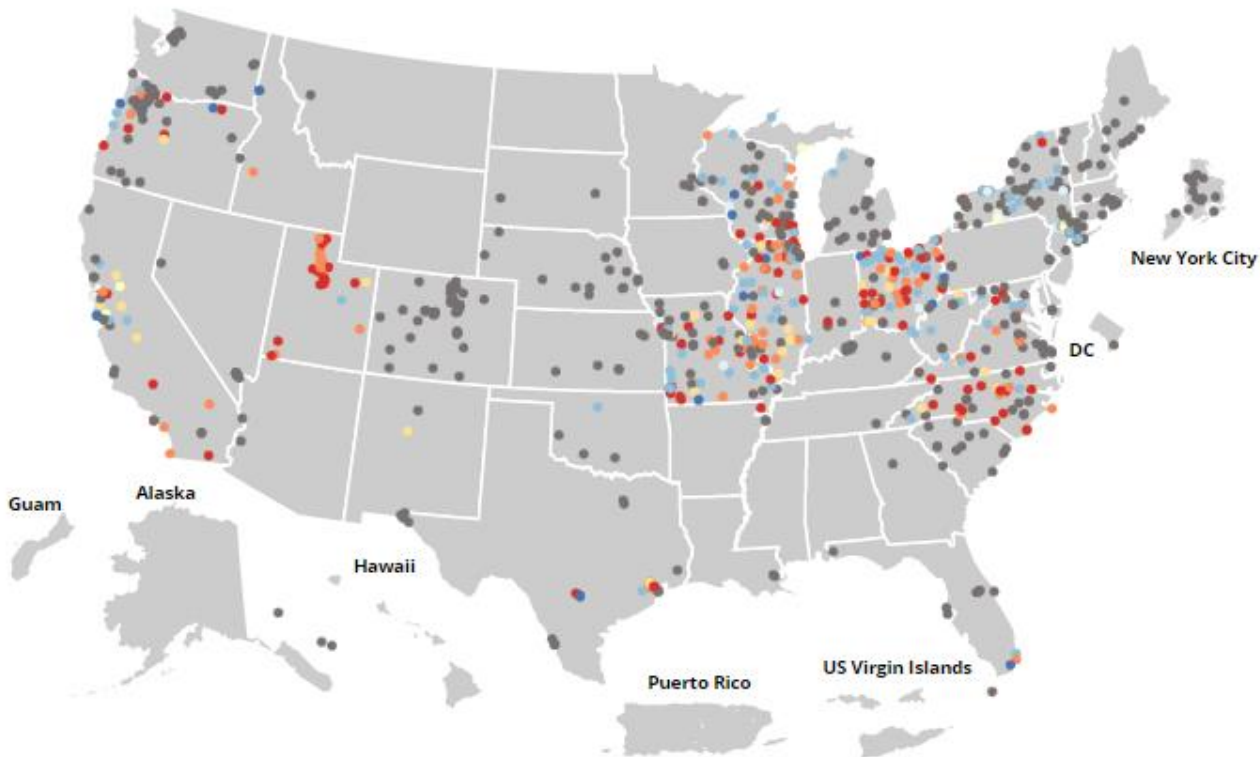 New York City
DC
Guam
Alaska
Hawaii
Puerto Rico
US Virgin Islands